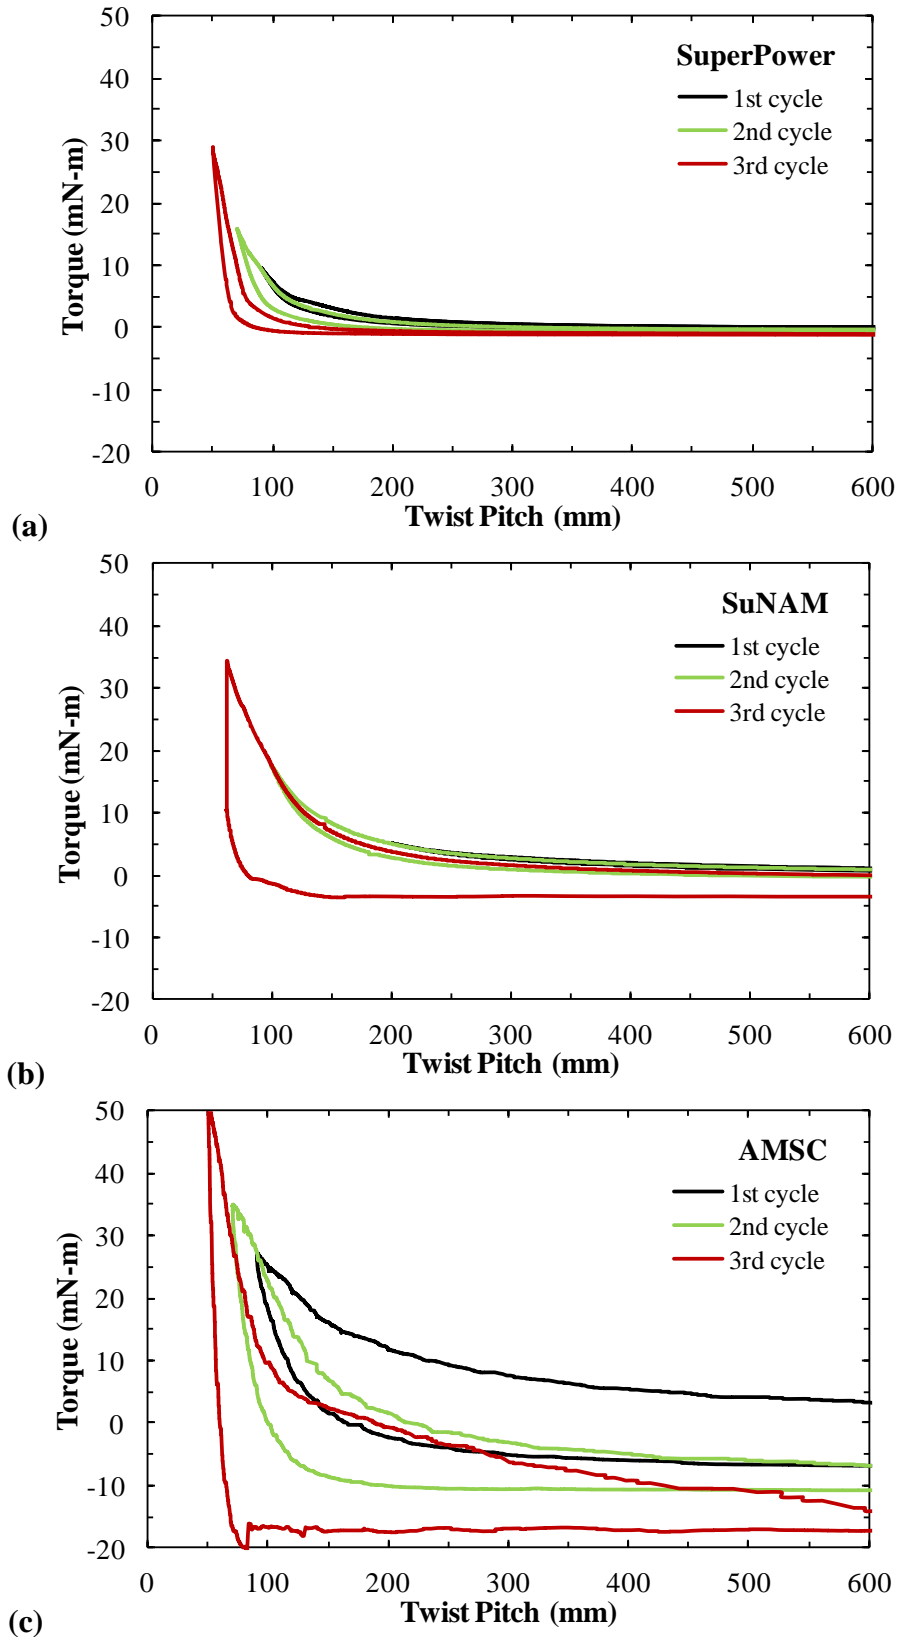 50
SuperPower
40
1st cycle
2nd cycle
30
3rd cycle
20
10
0
-10
-20
Torque (mN-m)
0 100 200 300 400 500 600
Twist Pitch (mm)
(a)
50
SuNAM
40
1st cycle
2nd cycle
30
3rd cycle
20
10
0
-10
-20
Torque (mN-m)
0 100 200 300 400 500 600
Twist Pitch (mm)
(b)
50
AMSC
40
1st cycle
2nd cycle
30
3rd cycle
20
10
0
-10
-20
Torque (mN-m)
0 100 200 300 400 500 600
Twist Pitch (mm)
(c)